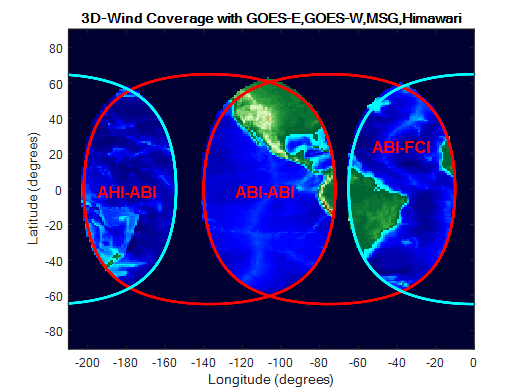 3D-Wind Coverage with GOES-E,GOES-W,MSG,Himawari
80
60
40
20
0
-20
-40
-60
-80
Latitude (degrees)
AHI-ABI
ABI-ABI
ABI-FCI
-200 -180 -160 -140 -120 -100 -80 -60 -40 -20 0
Longitude (degrees)